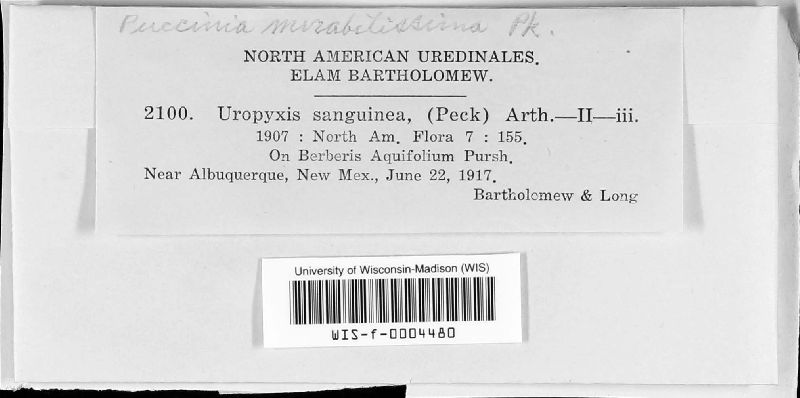 Puccinia mirabilissima Pk.
NORTH AMERICAN UREDINALES.
ELAM BARTHOLOMEW.
2100. Uropyxis sanguinea, (Peck) Arth.—II—iii.
1907 : North Am. Flora 7 : 155.
On Berberis Aquifolium Pursh.
Near Albuquerque, New Mex., June 22, 1917.
Bartholomew & Long
University of Wisconsin-Madison (WIS)
WIS-f-0004480